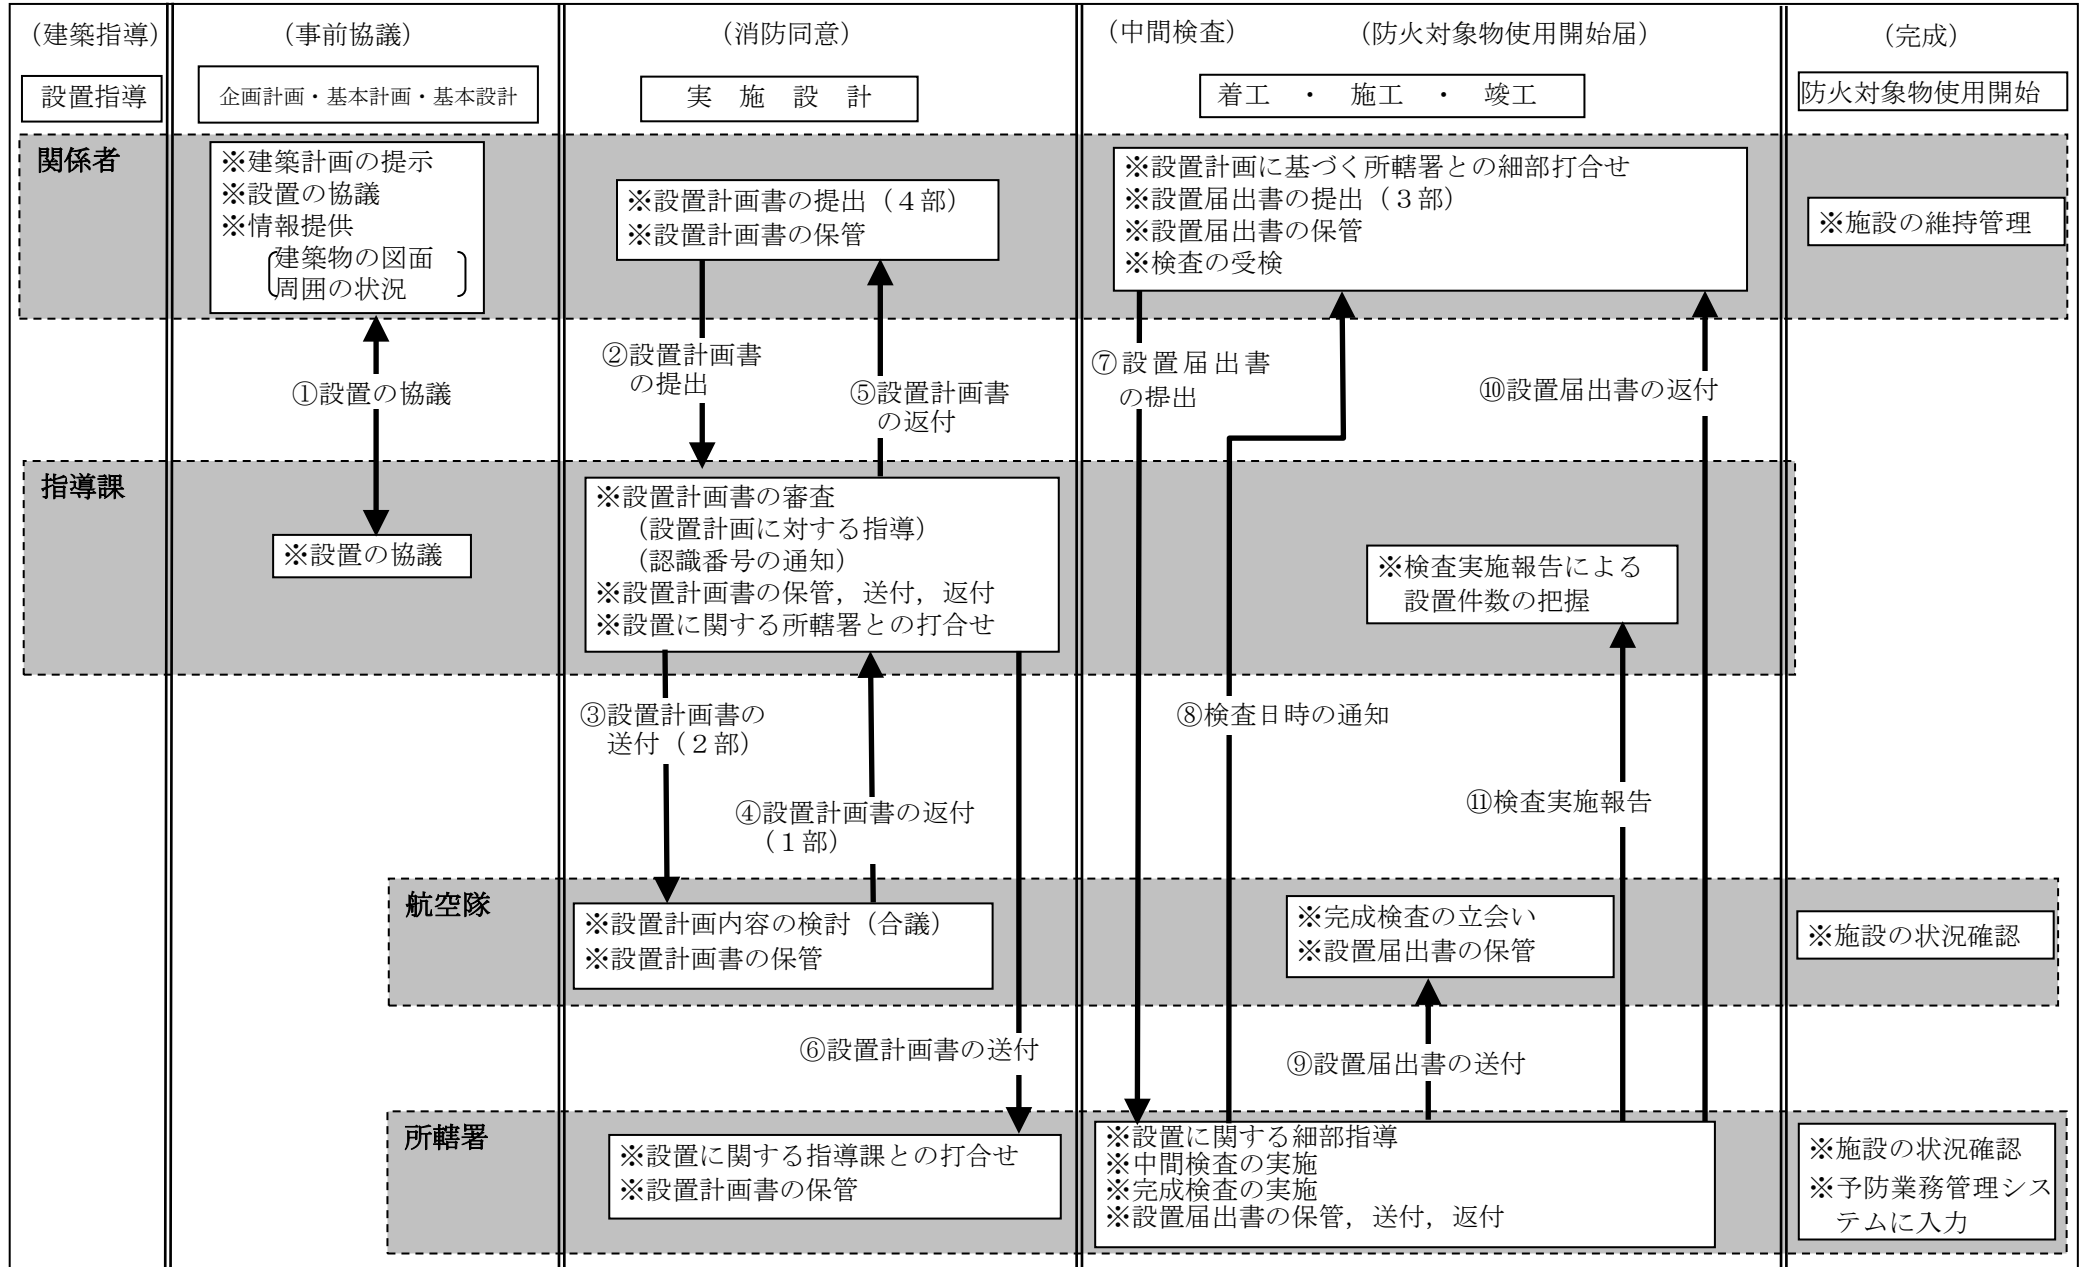 （建築指導）
（事前協議）
（消防同意）
（中間検査）
（防火対象物使用開始届）
（完成）
設置指導
企画計画・基本計画・基本設計
実　施　設　計
着工　・　施工　・　竣工
防火対象物使用開始
関係者
※建築計画の提示
※設置の協議
※情報提供
建築物の図面
周囲の状況
※設置計画書の提出（４部）
※設置計画書の保管
※設置計画に基づく所轄署との細部打合せ
※設置届出書の提出（３部）
※設置届出書の保管
※検査の受検
※施設の維持管理
①設置の協議
②設置計画書
の提出
⑤設置計画書
の返付
⑦設置届出書
の提出
⑩設置届出書の返付
指導課
※設置の協議
※設置計画書の審査
（設置計画に対する指導）
（認識番号の通知）
※設置計画書の保管，送付，返付
※設置に関する所轄署との打合せ
※検査実施報告による
設置件数の把握
③設置計画書の
送付（２部）
④設置計画書の返付
（１部）
⑧検査日時の通知
⑪検査実施報告
航空隊
※設置計画内容の検討（合議）
※設置計画書の保管
※完成検査の立会い
※設置届出書の保管
※施設の状況確認
⑥設置計画書の送付
⑨設置届出書の送付
所轄署
※設置に関する指導課との打合せ
※設置計画書の保管
※設置に関する細部指導
※中間検査の実施
※完成検査の実施
※設置届出書の保管，送付，返付
※施設の状況確認
※予防業務管理シス
テムに入力